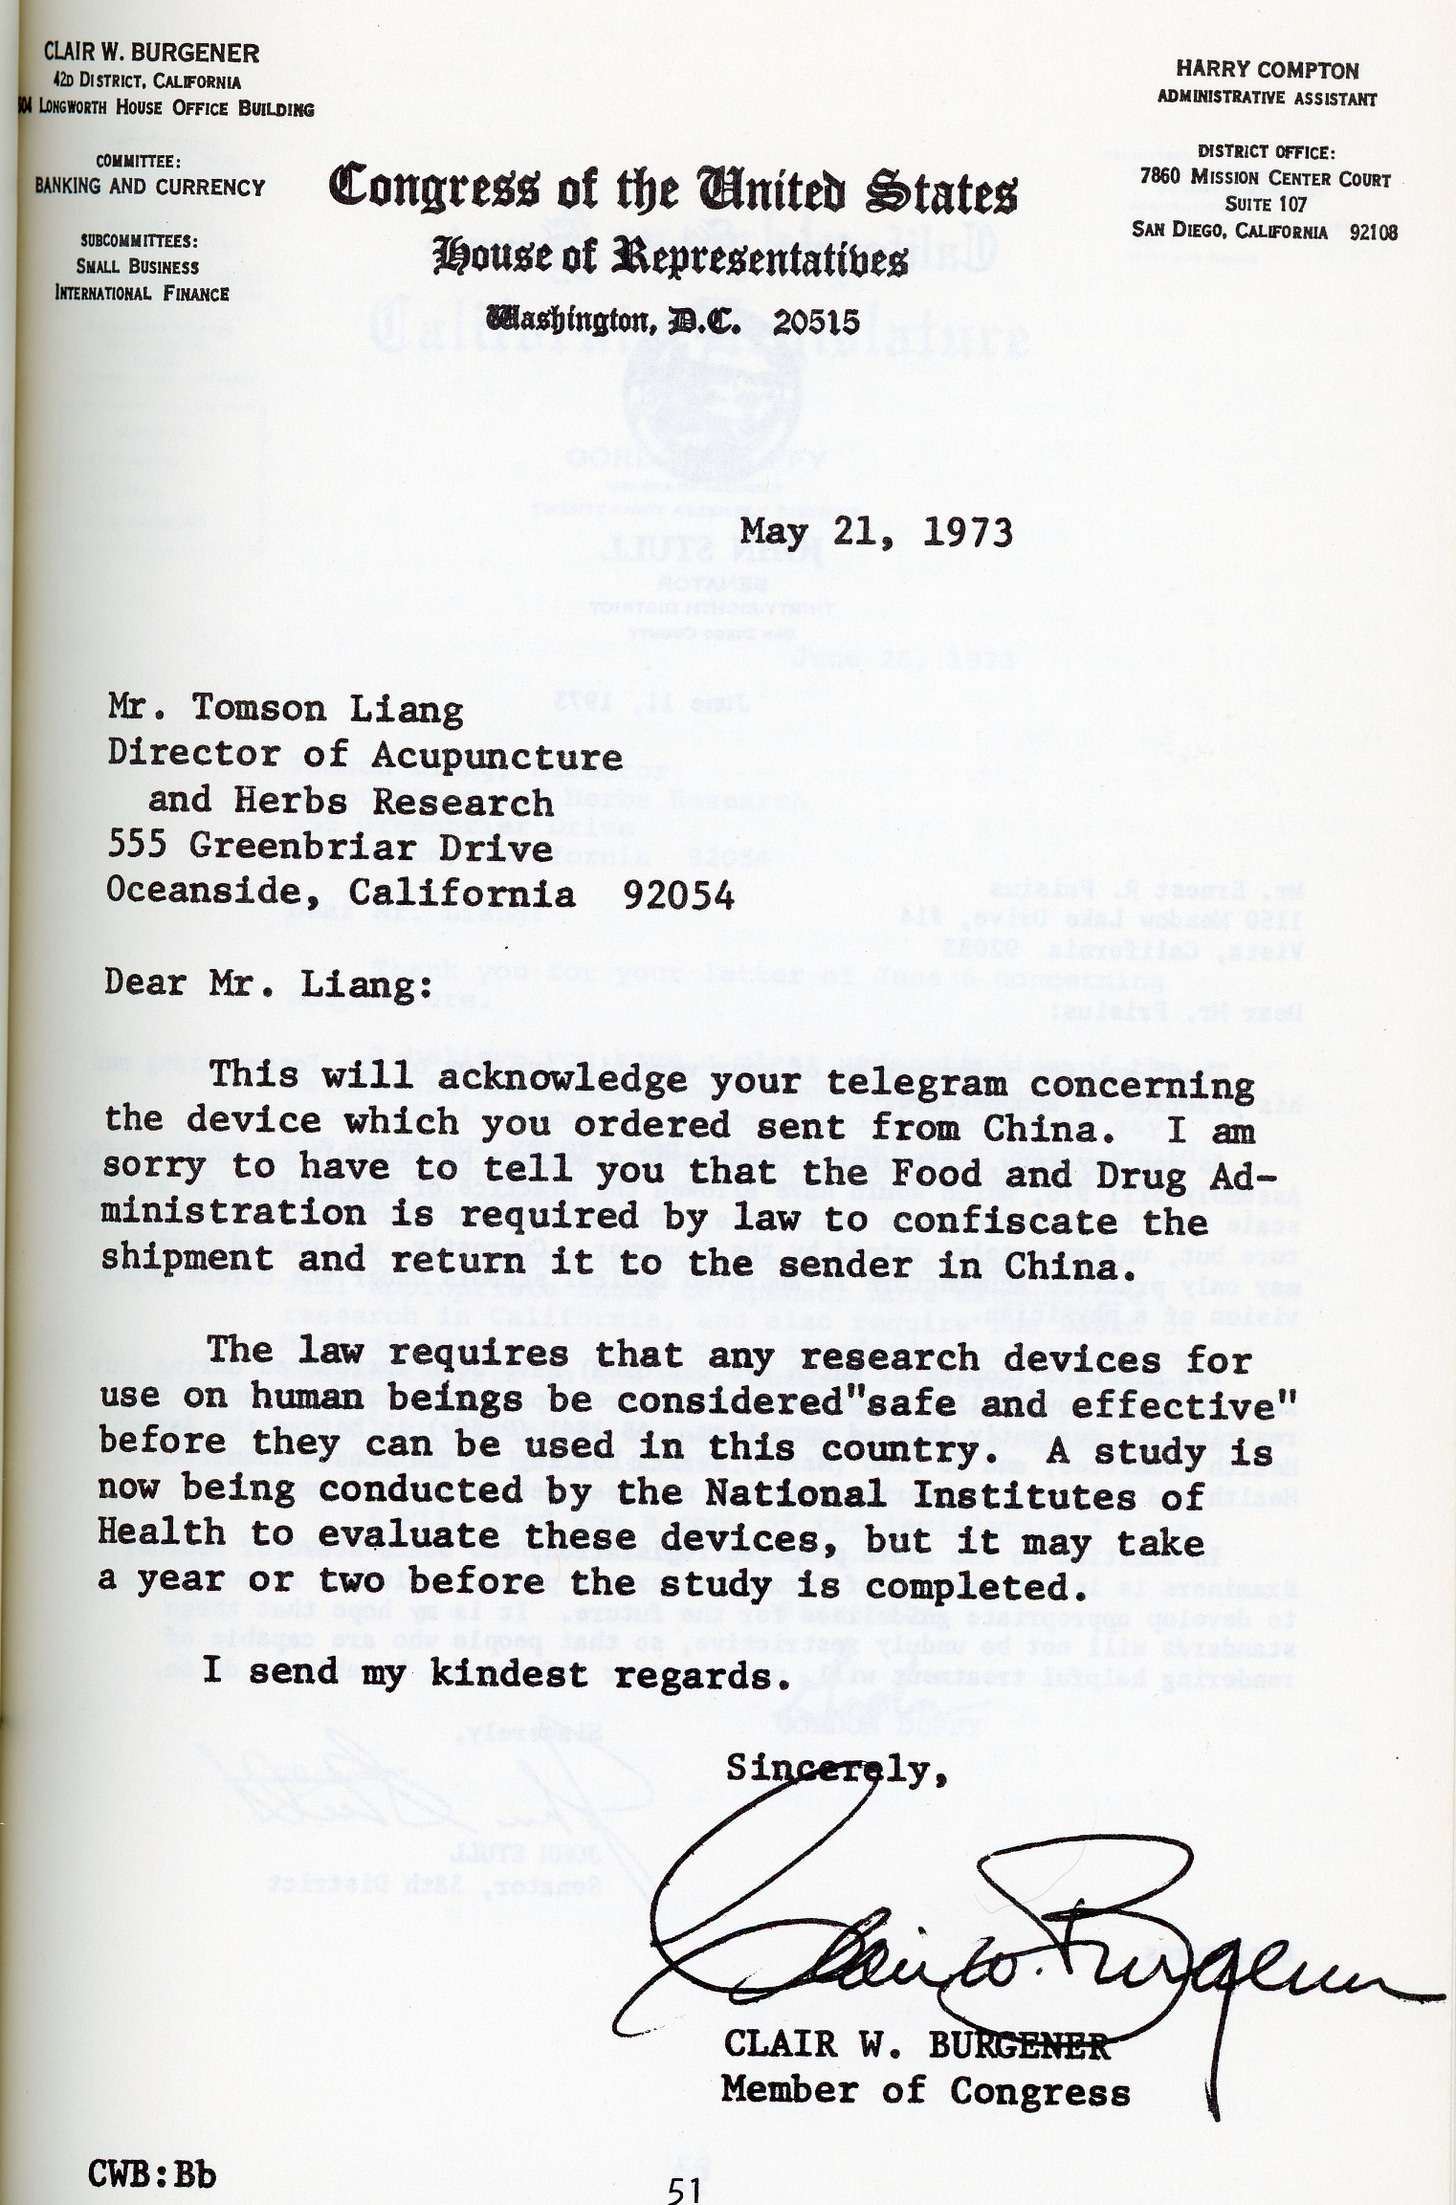 CLAIR W. BURGENER
42D DISTRICT, CALIFORNIA
LONGWORTH HOUSE OFFICE BUILDING
COMMITTEE:
BANKING AND CURRENCY
SUBCOMMITTEES:
SMALL BUSINESS
INTERNATIONAL FINANCE
HARRY COMPTON
ADMINISTRATIVE ASSISTANT
DISTRICT OFFICE:
7860 MISSION CENTER COURT
SUITE 107
SAN DIEGO, CALIFORNIA 92108
Congress of the United States
House of Representatives
Washington, D.C. 20515
May 21, 1973
Mr. Tomson Liang
Director of Acupuncture
and Herbs Research
555 Greenbriar Drive
Oceanside, California 92054
Dear Mr. Liang:
This will acknowledge your telegram concerning
the device which you ordered sent from China. I am
sorry to have to tell you that the Food and Drug Ad-
ministration is required by law to confiscate the
shipment and return it to the sender in China.
The law requires that any research devices for
use on human beings be considered"safe and effective"
before they can be used in this country. A study is
now being conducted by the National Institutes of
Health to evaluate these devices, but it may take
a year or two before the study is completed.
I send my kindest regards.
Sincerely,
Clair W. Burgener
CLAIR W. BURGENER
Member of Congress
CWB:Bb
51